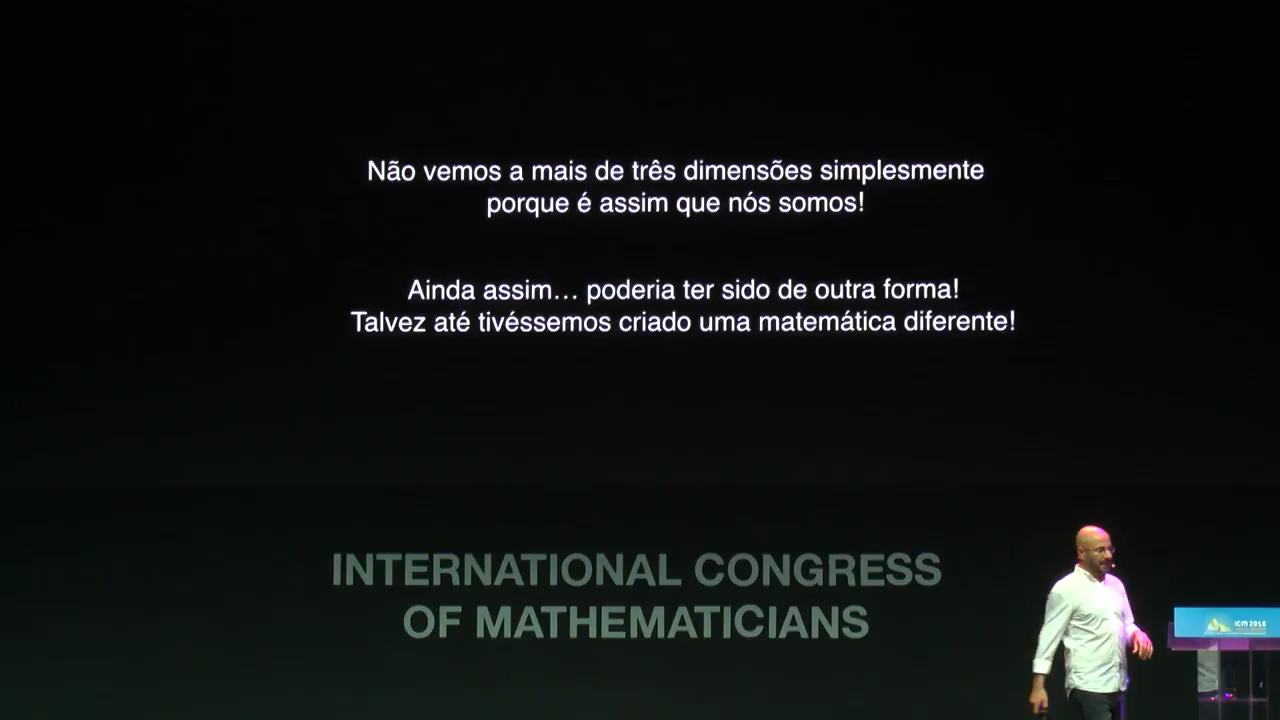 Não vemos a mais de três dimensões simplesmente
porque é assim que nós somos!
Ainda assim… poderia ter sido de outra forma!
Talvez até tivéssemos criado uma matemática diferente!
INTERNATIONAL CONGRESS
OF MATHEMATICIANS
ICM 2018